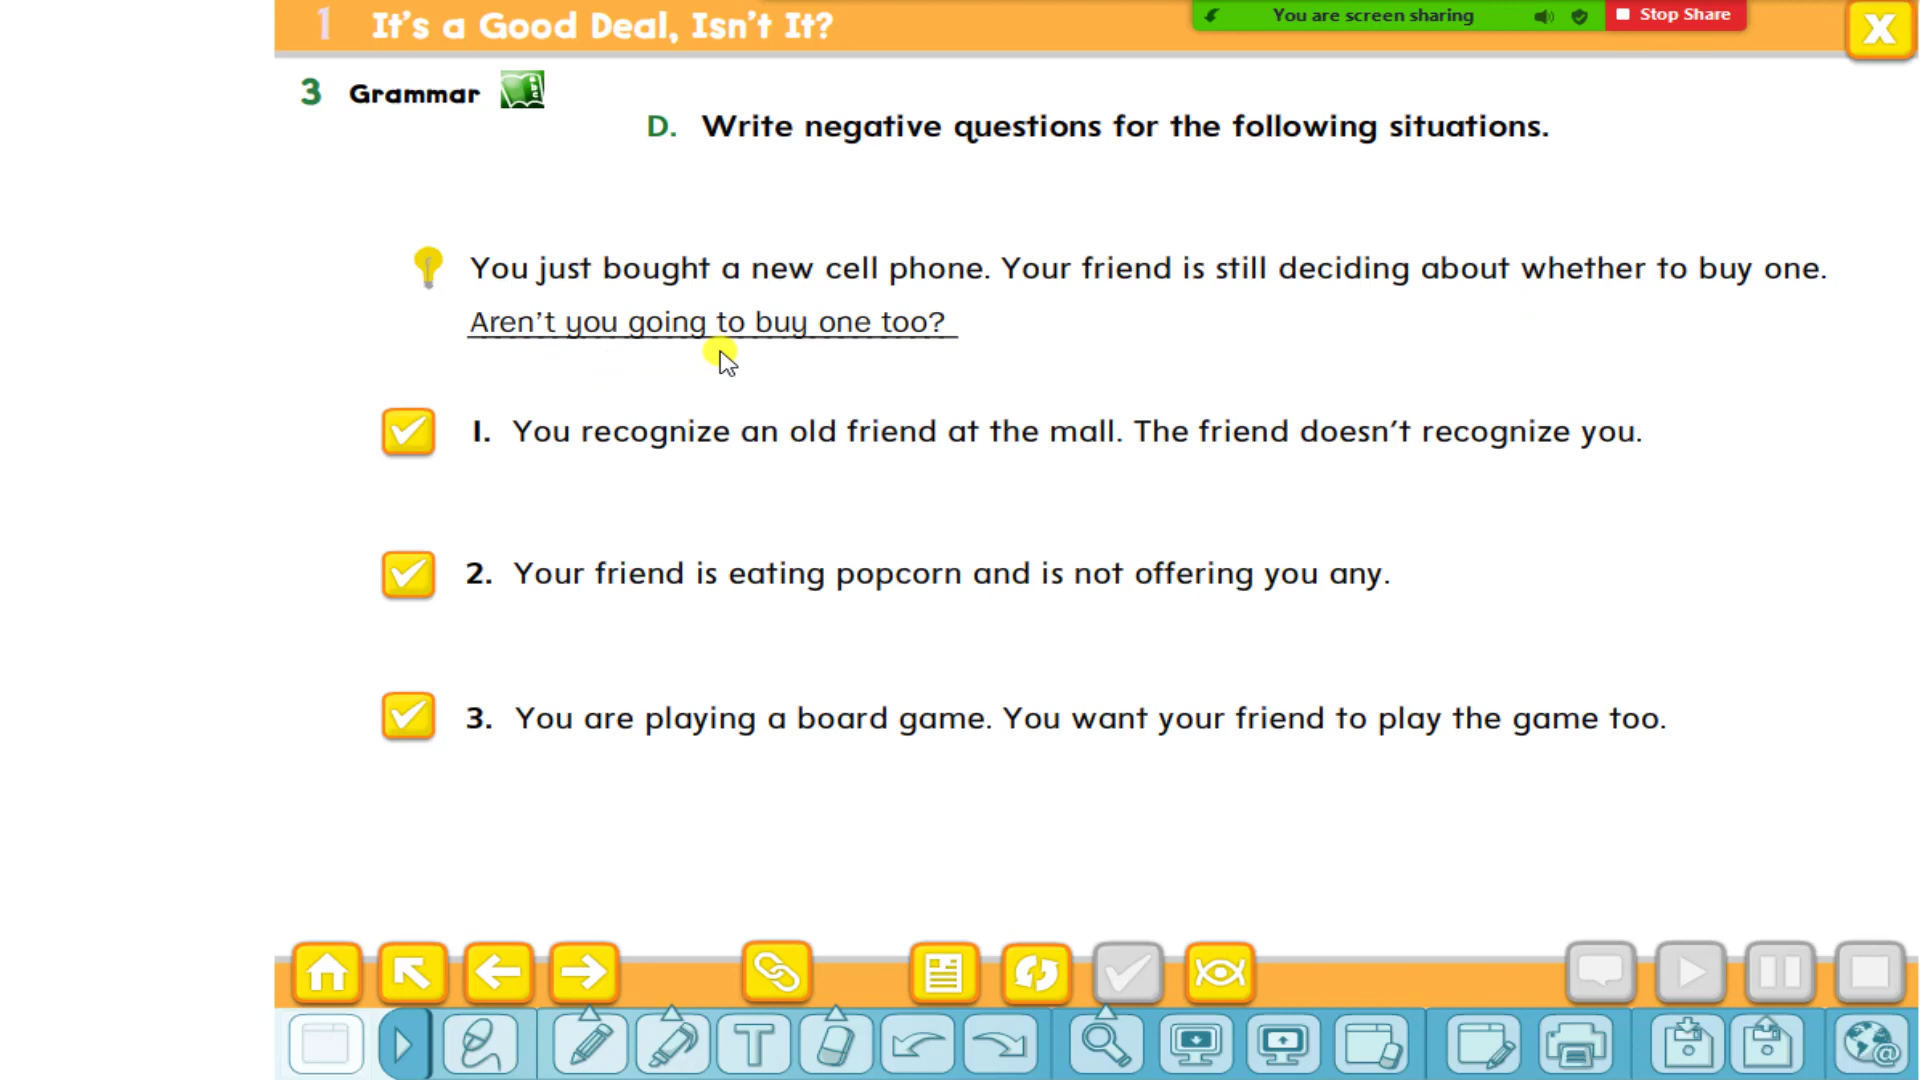 1 It's a Good Deal, Isn't It?
You are screen sharing
Stop Share
X
3 Grammar
D. Write negative questions for the following situations.
You just bought a new cell phone. Your friend is still deciding about whether to buy one.
Aren't you going to buy one too?
1. You recognize an old friend at the mall. The friend doesn't recognize you.
2. Your friend is eating popcorn and is not offering you any.
3. You are playing a board game. You want your friend to play the game too.
T
@